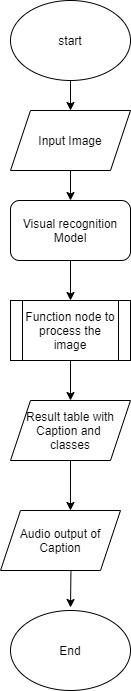 start
Input Image
Visual recognition
Model
Function node to
process the
image
Result table with
Caption and
classes
Audio output of
Caption
End